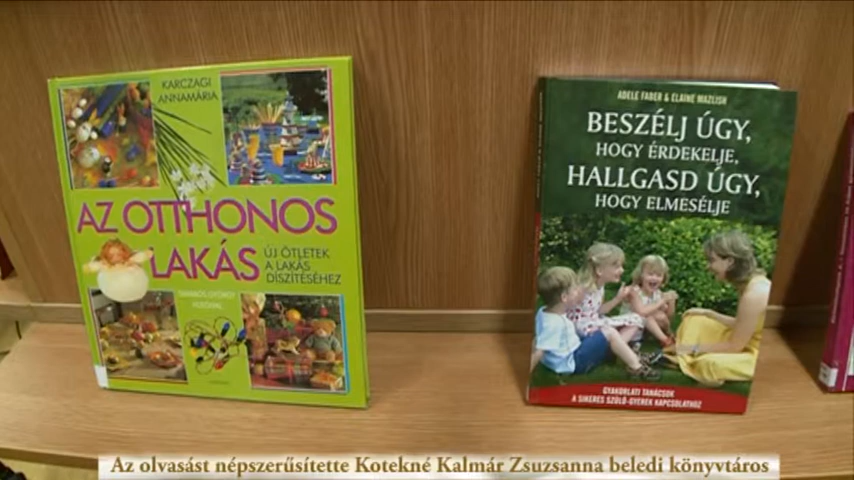 KARCZAGI
ANNAMÁRIA
AZ OTTHONOS
LAKÁS
ÚJ ÖTLETEK
A LAKÁS
DÍSZÍTÉSÉHEZ
ADELE FABER & ELAINE MAZLISH
BESZÉLJ ÚGY,
HOGY ÉRDEKELJE,
HALLGASD ÚGY,
HOGY ELMESÉLJE
GYAKORLATI TANÁCSOK
A SIKERES SZÜLŐ-GYEREK KAPCSOLATHOZ
Az olvasást népszerűsítette Kotekné Kalmár Zsuzsanna beledi könyvtáros